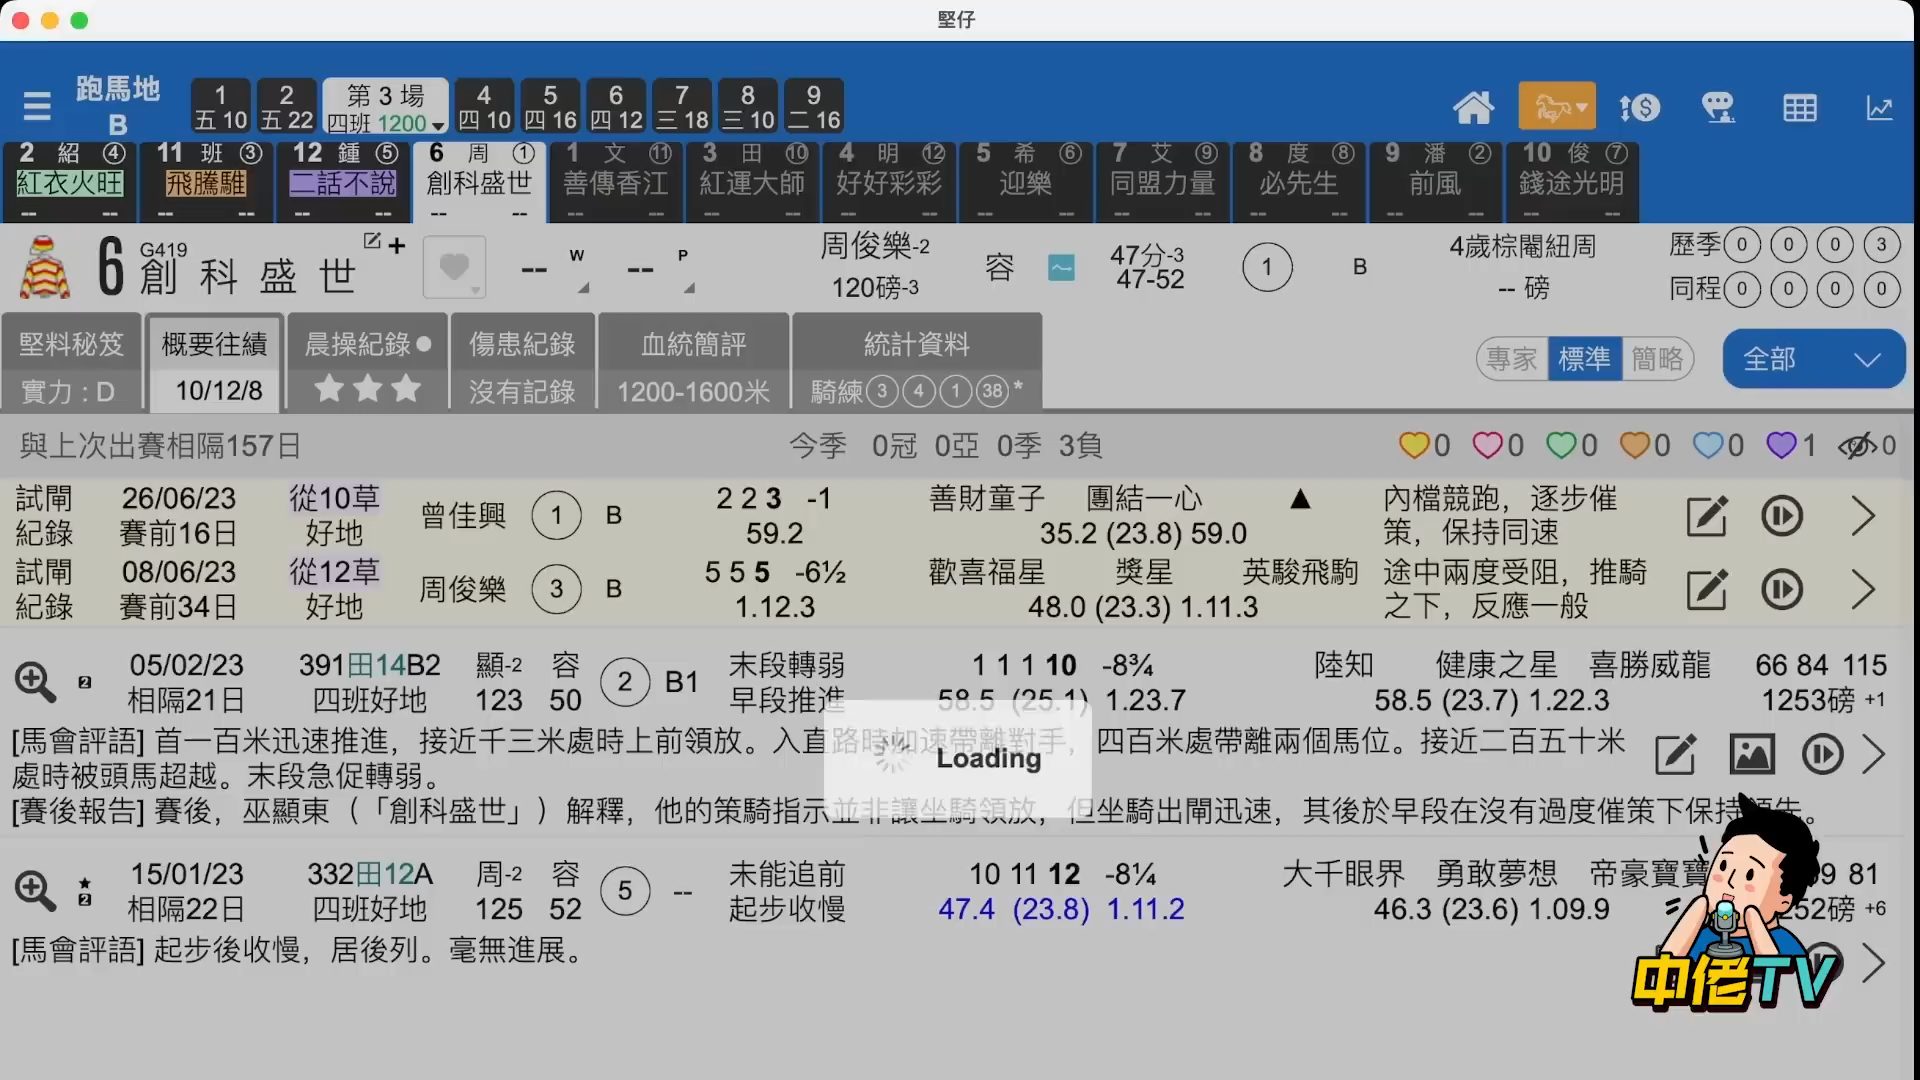 堅仔
跑馬地 B
1 五 10
2 五 22
第 3 場 四班 1200
4 四 10
5 四 16
6 四 12
7 三 18
8 三 10
9 二 16
2 紹 ④ 紅衣火旺 -- --
11 班 ③ 飛騰騅 -- --
12 鍾 ⑤ 二話不說 -- --
6 周 ① 創科盛世 -- --
1 文 ⑪ 善傳香江 -- --
3 田 ⑩ 紅運大師 -- --
4 明 ⑫ 好好彩彩 -- --
5 希 ⑥ 迎樂 -- --
7 艾 ⑨ 同盟力量 -- --
8 度 ⑧ 必先生 -- --
9 潘 ② 前風 -- --
10 俊 ⑦ 錢途光明 -- --
6 G419 創科盛世 + -- W -- P 周俊樂-2 容 47分-3 1 B 4歲棕閹紐周 歷季 0 0 0 3
120磅-3 47-52 -- 磅 同程 0 0 0 0
堅料秘笈 概要往績 晨操紀錄 傷患紀錄 血統簡評 統計資料 專家 標準 簡略 全部
實力 : D 10/12/8 ★★★ 沒有記錄 1200-1600米 騎練 3 4 1 38 *
與上次出賽相隔157日 今季 0冠 0亞 0季 3負 0 0 0 0 0 1 0
試閘 26/06/23 從10草 曾佳興 1 B 2 2 3 -1 善財童子 團結一心 ▲ 內檔競跑，逐步催
紀錄 賽前16日 好地 59.2 35.2 (23.8) 59.0 策，保持同速
試閘 08/06/23 從12草 周俊樂 3 B 5 5 5 -6½ 歡喜福星 獎星 英駿飛駒 途中兩度受阻，推騎
紀錄 賽前34日 好地 1.12.3 48.0 (23.3) 1.11.3 之下，反應一般
2 05/02/23 391田14B2 顯-2 容 2 B1 末段轉弱 1 1 1 10 -8¾ 陸知 健康之星 喜勝威龍 66 84 115
相隔21日 四班好地 123 50 早段推進 58.5 (25.1) 1.23.7 58.5 (23.7) 1.22.3 1253磅 +1
[馬會評語] 首一百米迅速推進，接近千三米處時上前領放。入直路時加速帶離對手，四百米處帶離兩個馬位。接近二百五十米
處時被頭馬超越。末段急促轉弱。
Loading
[賽後報告] 賽後，巫顯東（「創科盛世」）解釋，他的策騎指示並非讓坐騎領放，但坐騎出閘迅速，其後於早段在沒有過度催策下保持領先。
★ 2 15/01/23 332田12A 周-2 容 5 -- 未能追前 10 11 12 -8¼ 大千眼界 勇敢夢想 帝豪寶寶 81
相隔22日 四班好地 125 52 起步收慢 47.4 (23.8) 1.11.2 46.3 (23.6) 1.09.9 52磅 +6
[馬會評語] 起步後收慢，居後列。毫無進展。
中佬TV